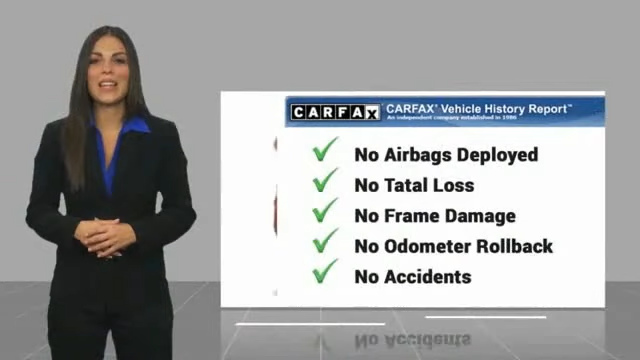 CARFAX CARFAX Vehicle History Report™
An independent company established in 1986
No Airbags Deployed
No Tatal Loss
No Frame Damage
No Odometer Rollback
No Accidents